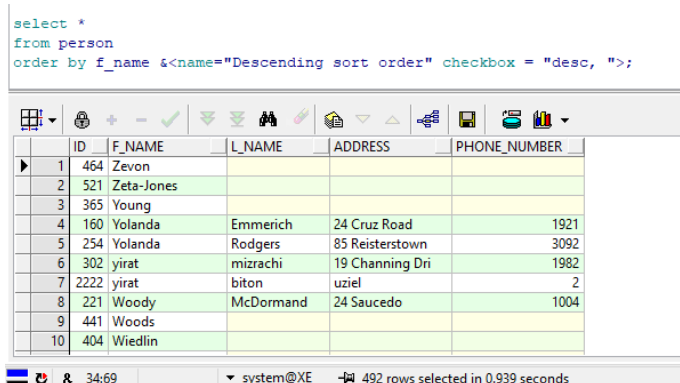 select *
from person
order by f_name &<name="Descending sort order" checkbox = "desc, ">;
ID F_NAME L_NAME ADDRESS PHONE_NUMBER
1 464 Zevon
2 521 Zeta-Jones
3 365 Young
4 160 Yolanda Emmerich 24 Cruz Road 1921
5 254 Yolanda Rodgers 85 Reisterstown 3092
6 302 yirat mizrachi 19 Channing Dri 1982
7 2222 yirat biton uziel 2
8 221 Woody McDormand 24 Saucedo 1004
9 441 Woods
10 404 Wiedlin
& 34:69 system@XE 492 rows selected in 0.939 seconds